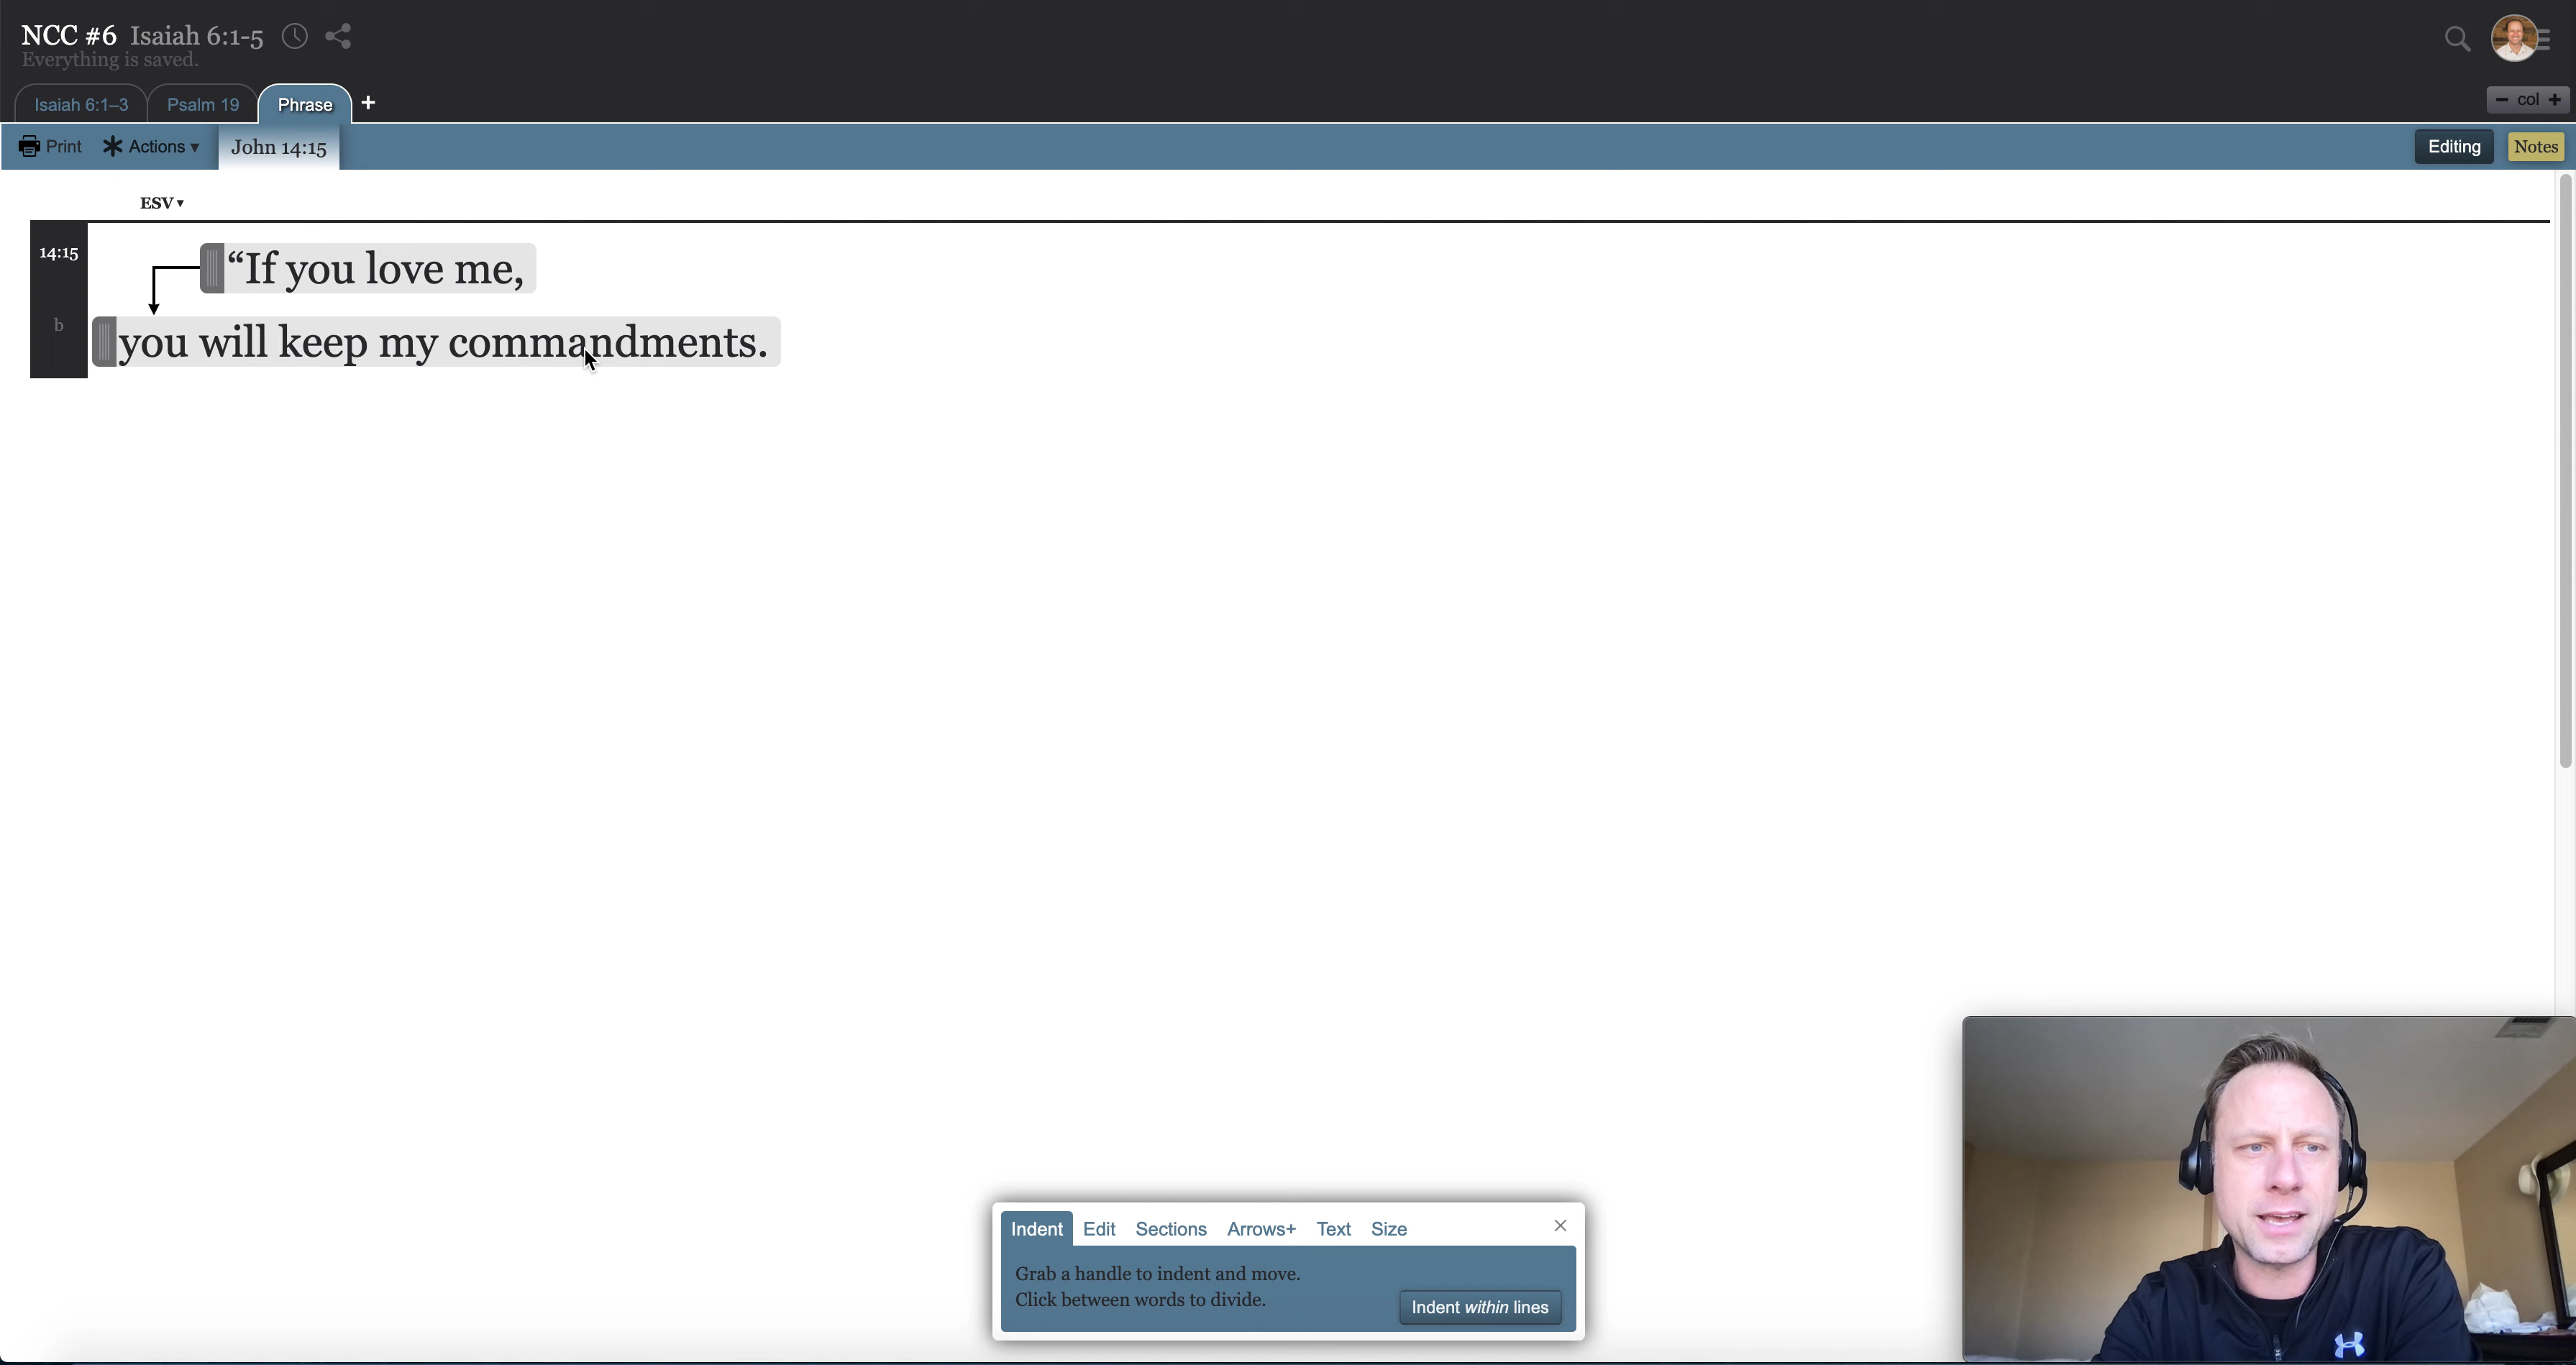 NCC #6 Isaiah 6:1-5
Everything is saved.
Isaiah 6:1–3 Psalm 19 Phrase +
− col +
Print Actions ▾ John 14:15 Editing Notes
ESV ▾
14:15 “If you love me,
b you will keep my commandments.
Indent Edit Sections Arrows+ Text Size ×
Grab a handle to indent and move.
Click between words to divide.
Indent within lines